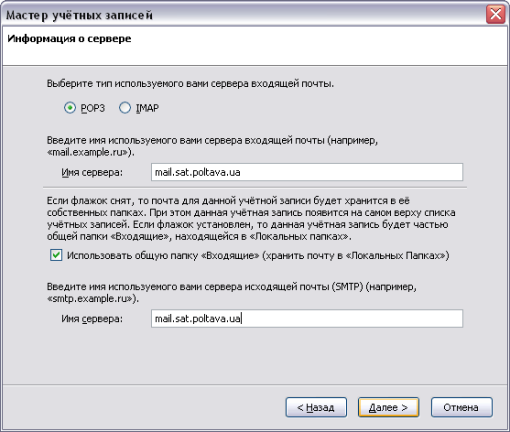 Мастер учётных записей
Информация о сервере
Выберите тип используемого вами сервера входящей почты.
POP3 IMAP
Введите имя используемого вами сервера входящей почты (например,
«mail.example.ru»).
Имя сервера: mail.sat.poltava.ua
Если флажок снят, то почта для данной учётной записи будет хранится в её
собственных папках. При этом данная учётная запись появится на самом верху списка
учётных записей. Если флажок установлен, то данная учётная запись будет частью
общей папки «Входящие», находящейся в «Локальных папках».
Использовать общую папку «Входящие» (хранить почту в «Локальных Папках»)
Введите имя используемого вами сервера исходящей почты (SMTP) (например,
«smtp.example.ru»).
Имя сервера: mail.sat.poltava.ua
< Назад Далее > Отмена